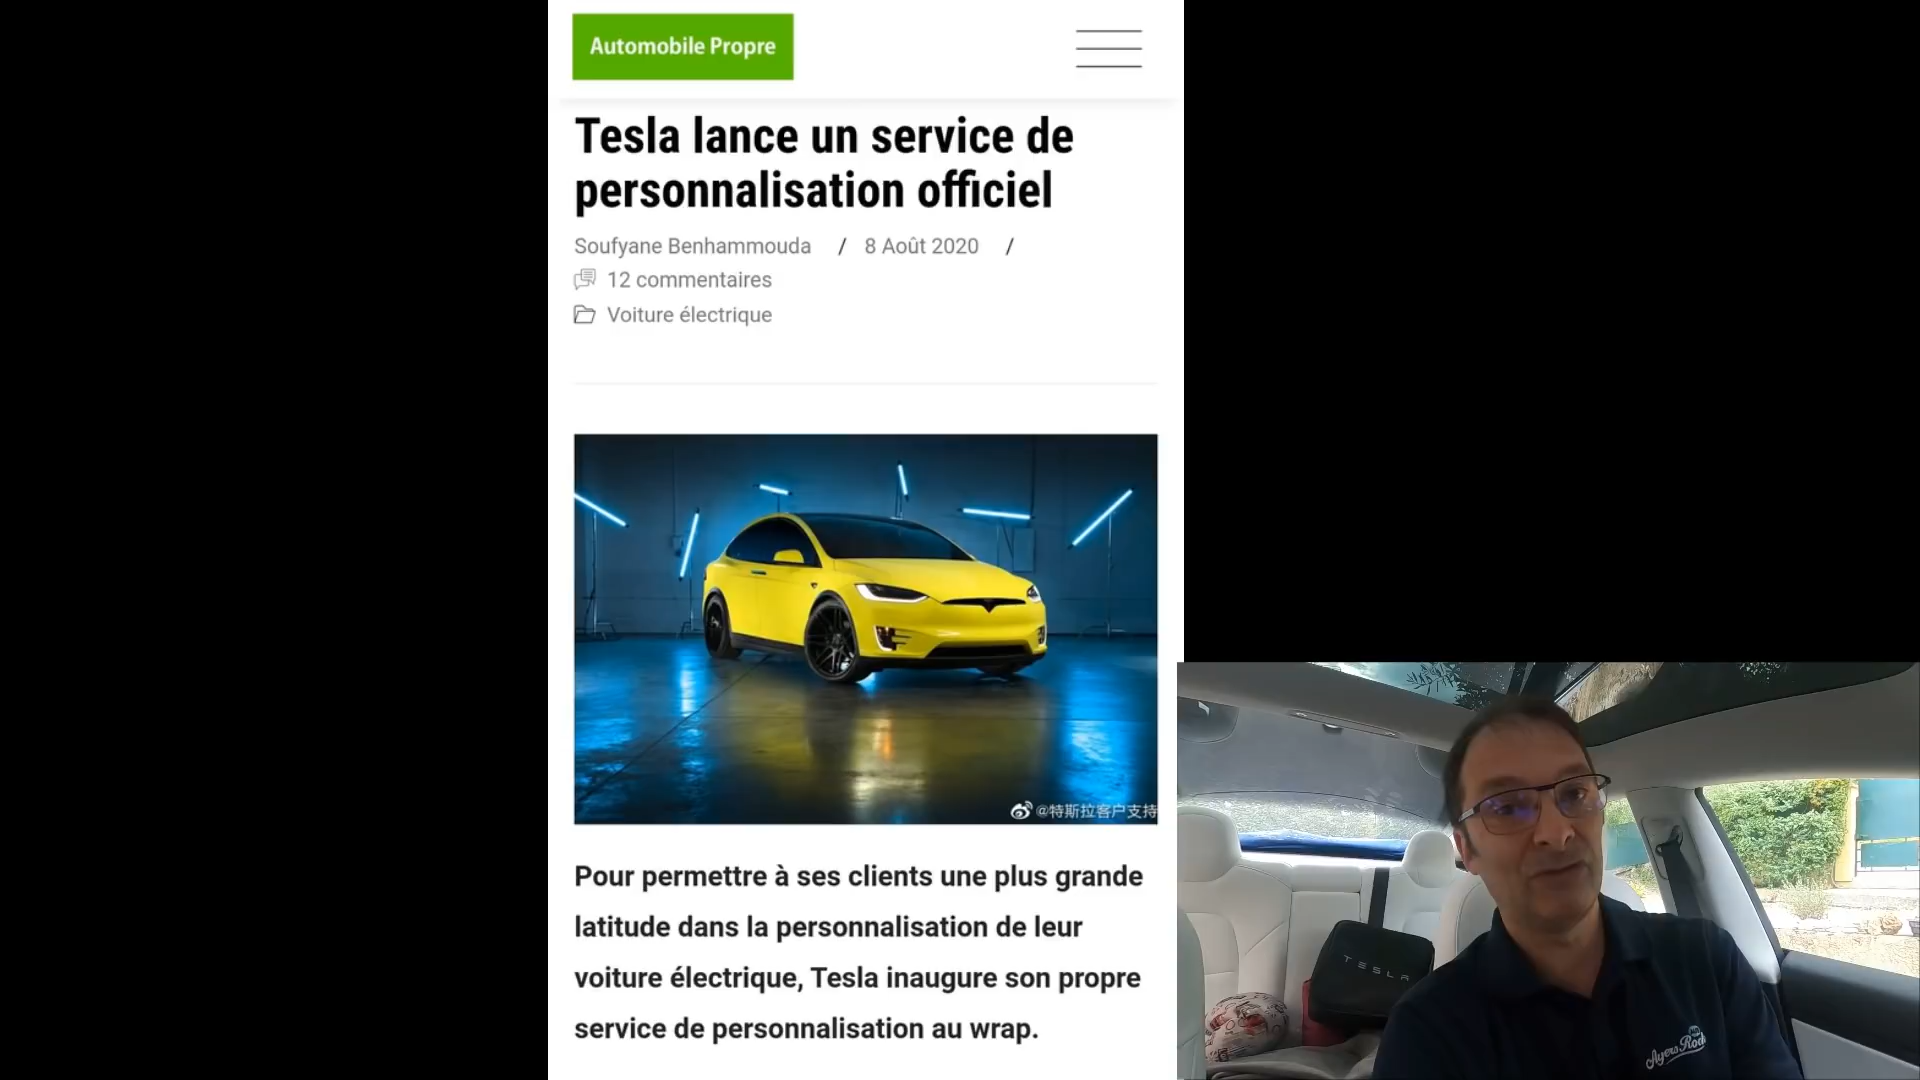 Automobile Propre
Tesla lance un service de
personnalisation officiel
Soufyane Benhammouda / 8 Août 2020 /
12 commentaires
Voiture électrique
@特斯拉客户支持
Pour permettre à ses clients une plus grande
latitude dans la personnalisation de leur
voiture électrique, Tesla inaugure son propre
service de personnalisation au wrap.
TESLA
Ayers Rock